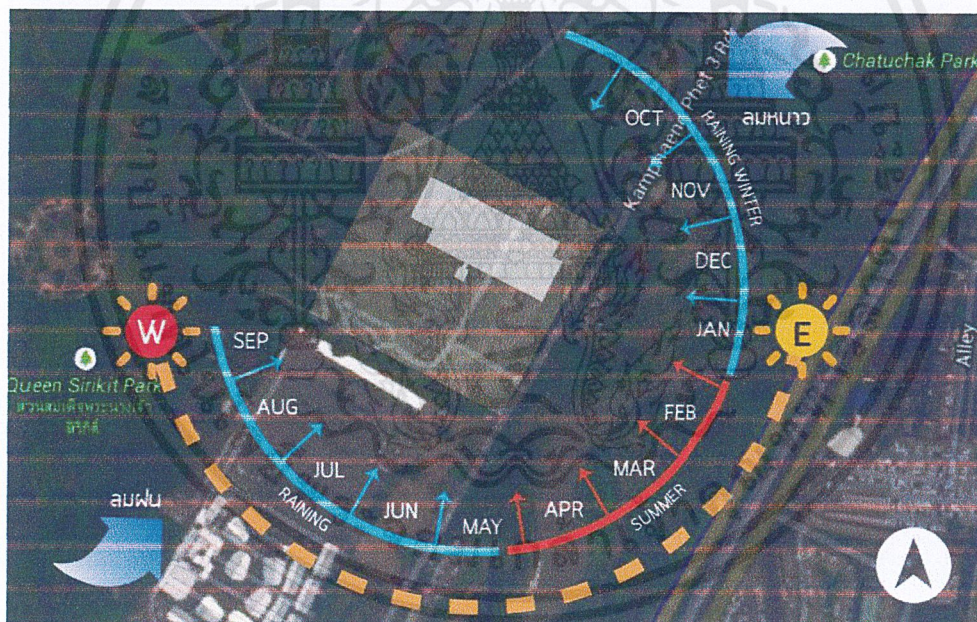 Kamphaen
Phet 3 Rd
Chatuchak Park
ลมหนาว
OCT
RAINING WINTER
NOV
DEC
JAN
E
W
SEP
FEB
Alley
Queen Sirikit Park
สวนสมเด็จพระนางเจ้า
สิริกิติ์
AUG
JUL
MAR
ลมฝน
RAINING
JUN
MAY
APR
SUMMER